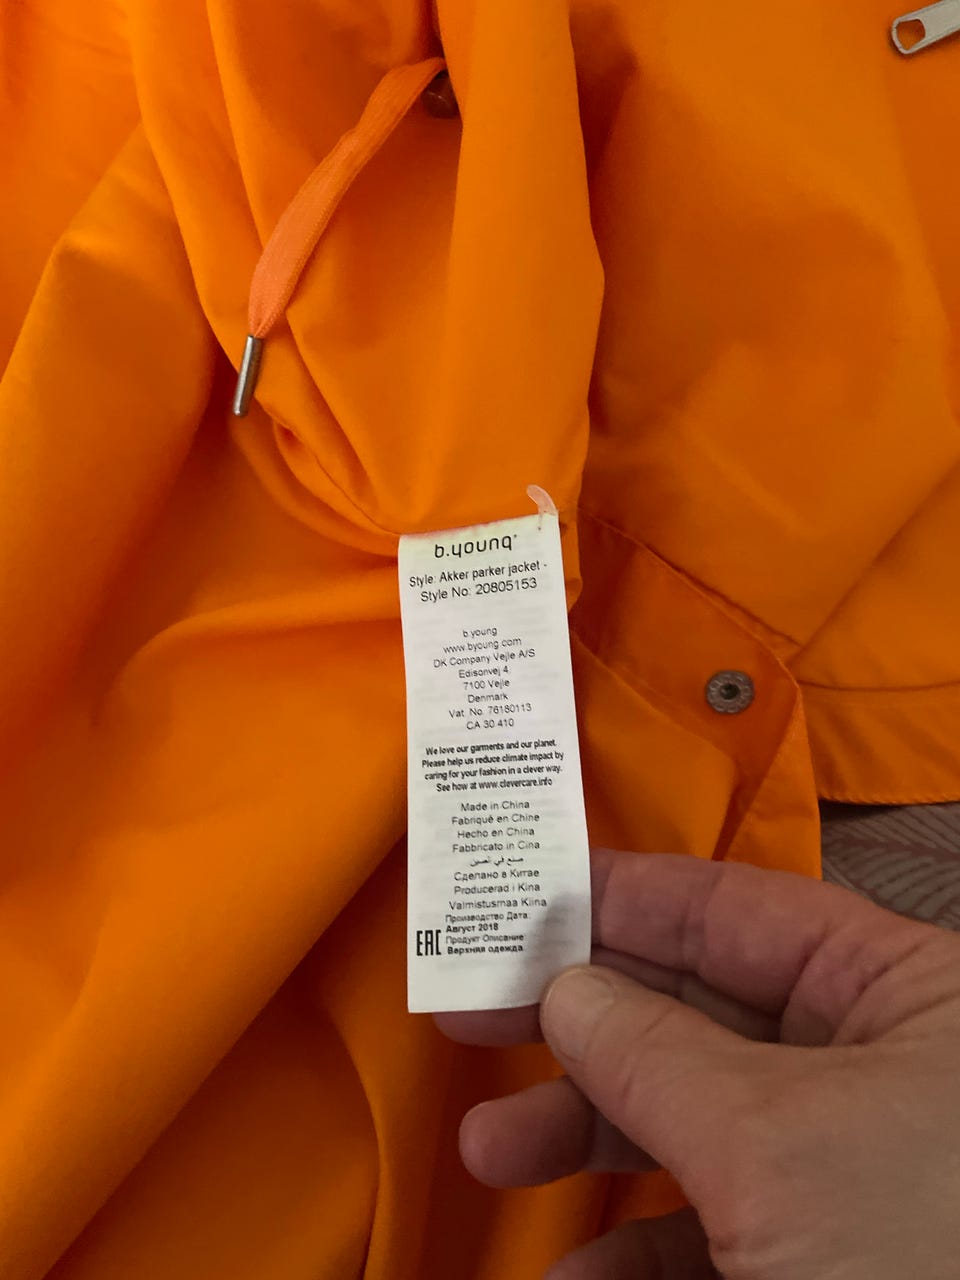 b.young®
Style: Akker parker jacket -
Style No: 20805153
b.young
www.byoung.com
DK Company Vejle A/S
Edisonvej 4,
7100 Vejle
Denmark
Vat. No. 76180113
CA 30 410
We love our garments and our planet.
Please help us reduce climate impact by
caring for your fashion in a clever way.
See how at www.clevercare.info
Made in China
Fabriqué en Chine
Hecho en China
Fabbricato in Cina
صنع في الصين
Сделано в Китае
Producerad i Kina
Valmistusmaa Kiina
Производство Дата:
Август 2018
EAC Продукт Описание:
Верхняя одежда